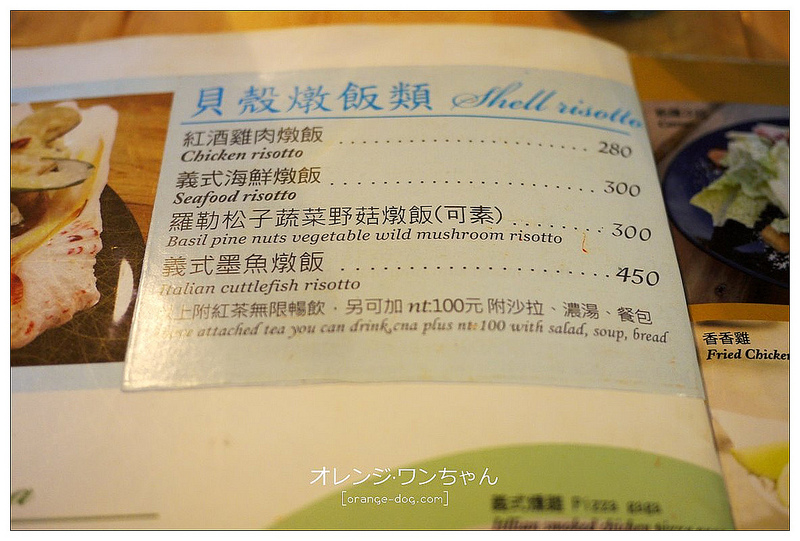 貝殼燉飯類 Shell risotto
紅酒雞肉燉飯 ........................ 280
Chicken risotto
義式海鮮燉飯 ........................ 300
Seafood risotto
羅勒松子蔬菜野菇燉飯(可素) .......... 300
Basil pine nuts vegetable wild mushroom risotto
義式墨魚燉飯 ........................ 450
Italian cuttlefish risotto
上附紅茶無限暢飲，另可加 nt:100元 附沙拉、濃湯、餐包
attached tea you can drink,cna plus nt:100 with salad, soup, bread
香香雞
Fried Chicken
オレンジ·ワンちゃん
[orange-dog.com]